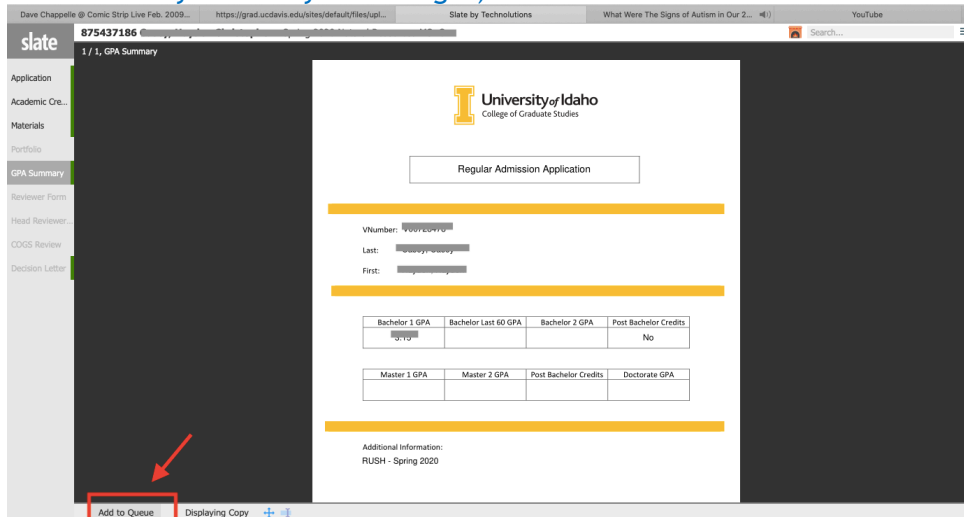 Dave Chappelle @ Comic Strip Live Feb. 2009... https://grad.ucdavis.edu/sites/default/files/upl... Slate by Technolutions What Were The Signs of Autism in Our 2... YouTube
slate
875437186
Search...
1 / 1, GPA Summary
Application
Academic Cre...
Materials
Portfolio
GPA Summary
Reviewer Form
Head Reviewer...
COGS Review
Decision Letter
I University of Idaho
College of Graduate Studies
Regular Admission Application
VNumber:
Last:
First:
Bachelor 1 GPA Bachelor Last 60 GPA Bachelor 2 GPA Post Bachelor Credits
No
Master 1 GPA Master 2 GPA Post Bachelor Credits Doctorate GPA
Additional Information:
RUSH - Spring 2020
Add to Queue Displaying Copy